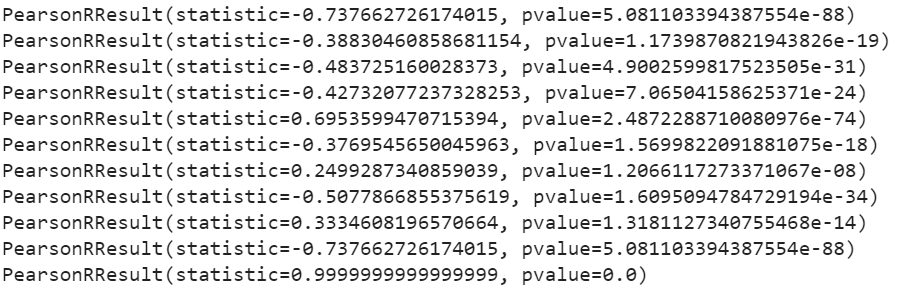 PearsonRResult(statistic=-0.737662726174015, pvalue=5.081103394387554e-88)
PearsonRResult(statistic=-0.38830460858681154, pvalue=1.1739870821943826e-19)
PearsonRResult(statistic=-0.483725160028373, pvalue=4.9002599817523505e-31)
PearsonRResult(statistic=-0.42732077237328253, pvalue=7.06504158625371e-24)
PearsonRResult(statistic=0.6953599470715394, pvalue=2.4872288710080976e-74)
PearsonRResult(statistic=-0.3769545650045963, pvalue=1.5699822091881075e-18)
PearsonRResult(statistic=0.2499287340859039, pvalue=1.2066117273371067e-08)
PearsonRResult(statistic=-0.5077866855375619, pvalue=1.6095094784729194e-34)
PearsonRResult(statistic=0.3334608196570664, pvalue=1.3181127340755468e-14)
PearsonRResult(statistic=-0.737662726174015, pvalue=5.081103394387554e-88)
PearsonRResult(statistic=0.9999999999999999, pvalue=0.0)